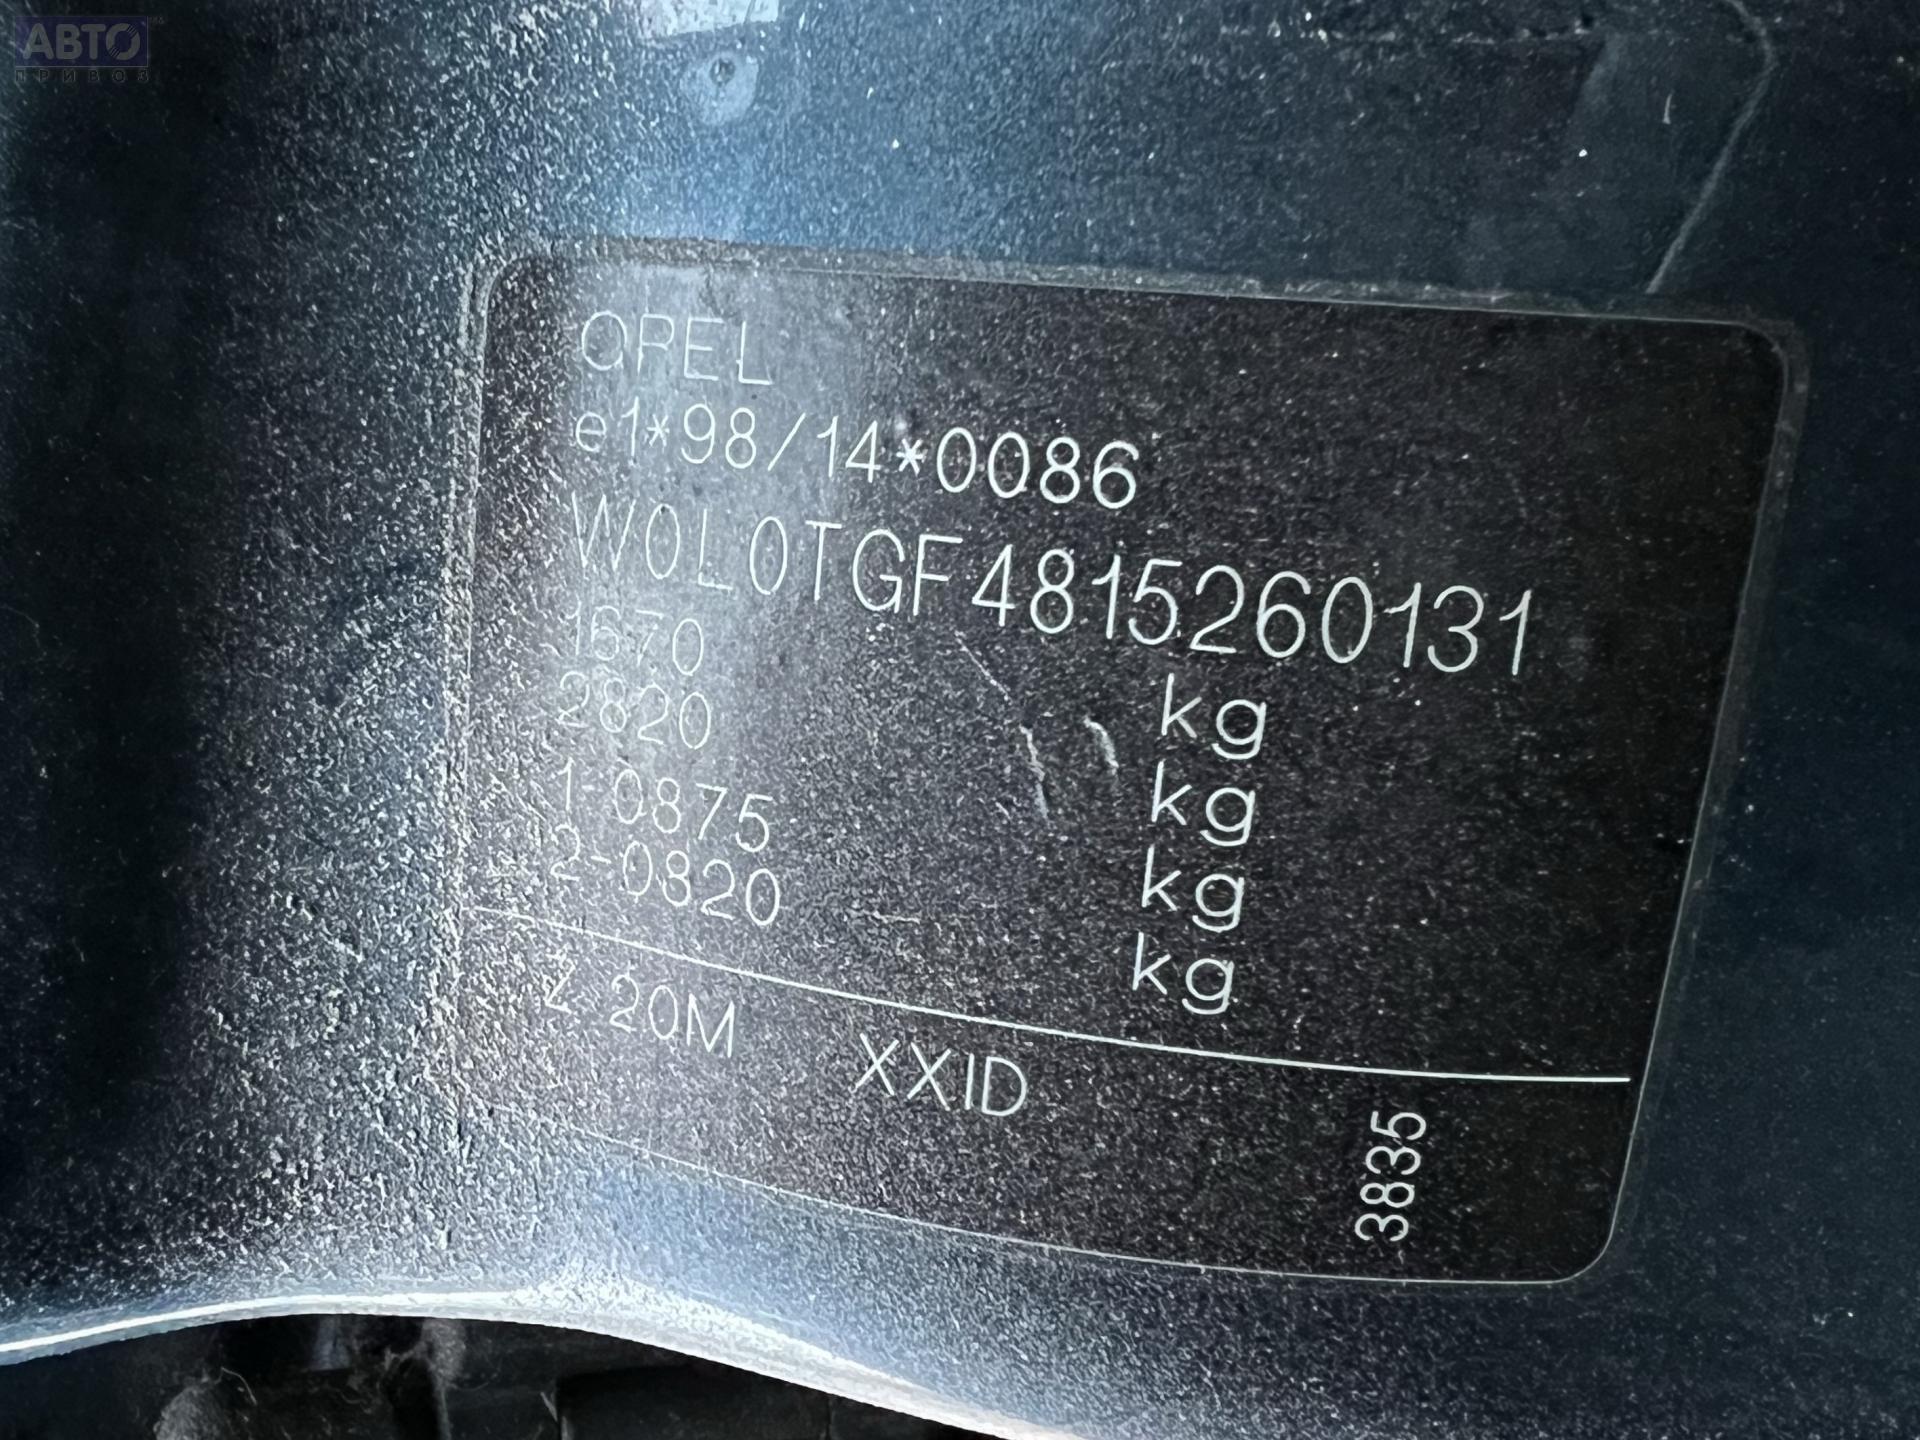 АВТО
ПРИВОЗ
OPEL
e1*98/14*0086
W0L0TGF4815260131
1670 kg
2820 kg
1-0875 kg
2-0820 kg
Z 20M XXID
3835